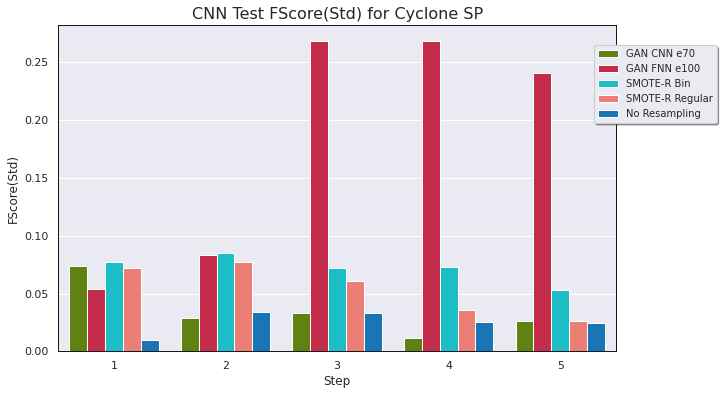 CNN Test FScore(Std) for Cyclone SP
GAN CNN e70
GAN FNN e100
SMOTE-R Bin
SMOTE-R Regular
No Resampling
FScore(Std)
0.25
0.20
0.15
0.10
0.05
0.00
1 2 3 4 5
Step